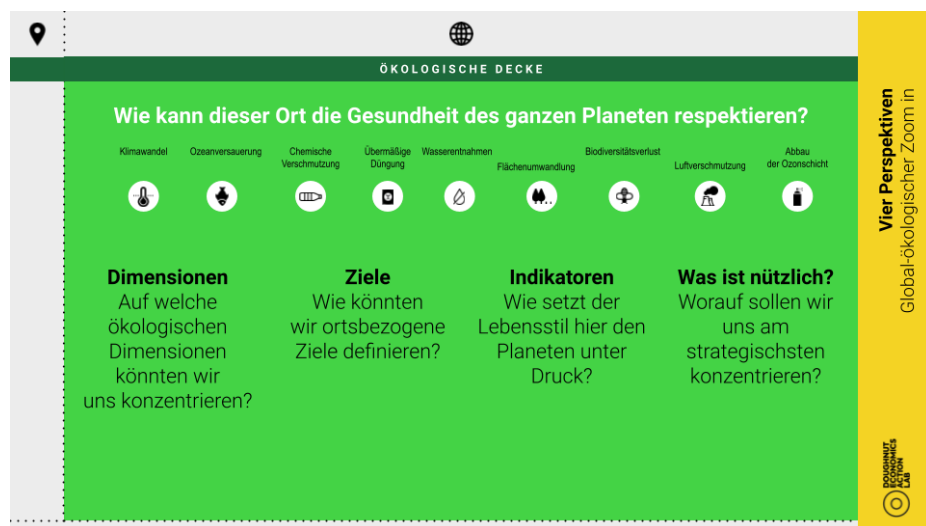 ÖKOLOGISCHE DECKE
Wie kann dieser Ort die Gesundheit des ganzen Planeten respektieren?
Klimawandel
Ozeanversauerung
Chemische
Verschmutzung
Übermäßige
Düngung
Wasserentnahmen
Flächenumwandlung
Biodiversitätsverlust
Luftverschmutzung
Abbau
der Ozonschicht
Dimensionen
Auf welche
ökologischen
Dimensionen
könnten wir
uns konzentrieren?
Ziele
Wie könnten
wir ortsbezogene
Ziele definieren?
Indikatoren
Wie setzt der
Lebensstil hier den
Planeten unter
Druck?
Was ist nützlich?
Worauf sollen wir
uns am
strategischsten
konzentrieren?
Vier Perspektiven
Global-ökologischer Zoom in
DOUGHNUT
ECONOMICS
ACTION
LAB